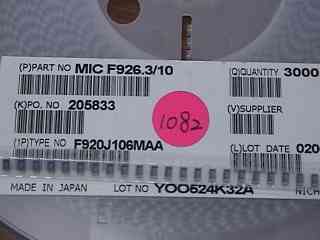 (P)PART NO MIC F926.3/10
(Q)QUANTITY 3000
(K)PO. NO 205833
(V)SUPPLIER
1082
(1P)TYPE NO F920J106MAA
(L)LOT DATE 020
MADE IN JAPAN LOT NO YOO524K32A NICH